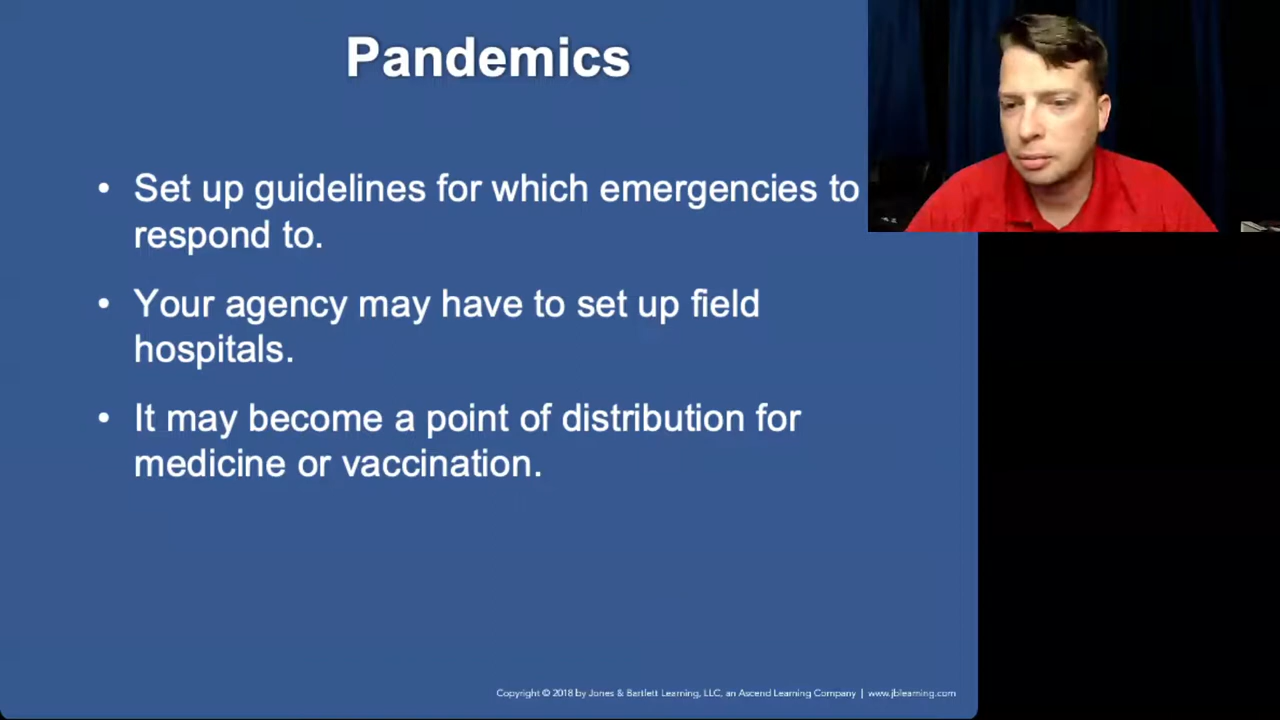 Pandemics
• Set up guidelines for which emergencies to
respond to.
• Your agency may have to set up field
hospitals.
• It may become a point of distribution for
medicine or vaccination.
Copyright © 2018 by Jones & Bartlett Learning, LLC, an Ascend Learning Company | www.jblearning.com